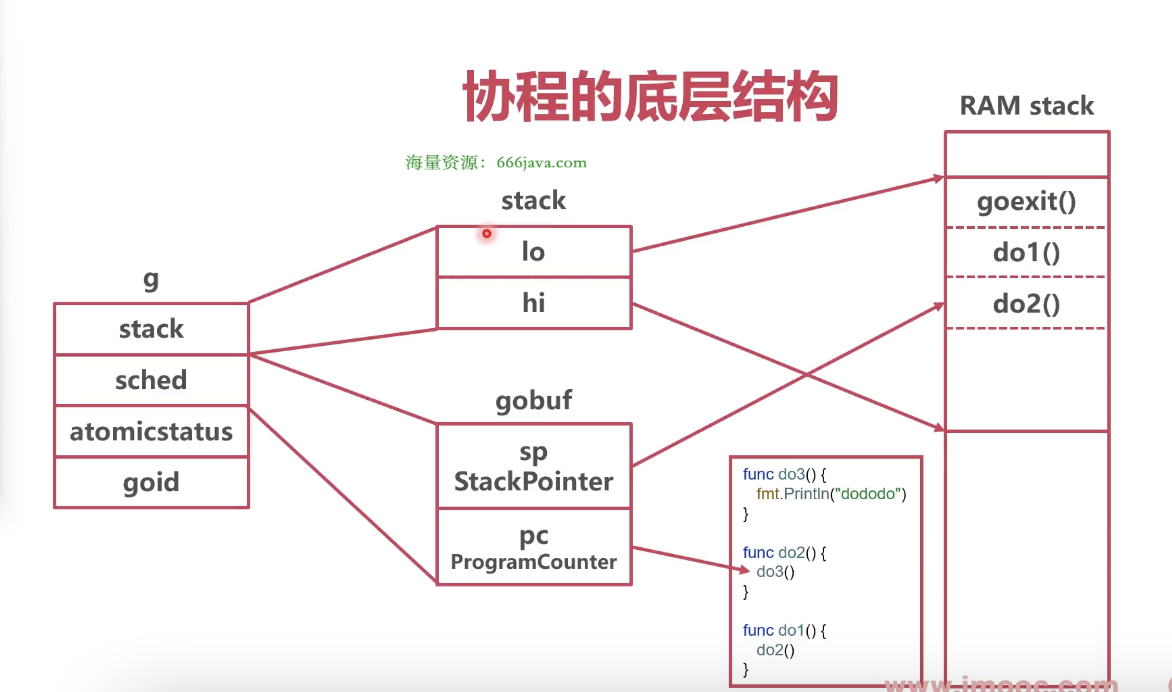 协程的底层结构
海量资源：666java.com
RAM stack
goexit()
do1()
do2()
stack
lo
hi
g
stack
sched
atomicstatus
goid
gobuf
sp
StackPointer
pc
ProgramCounter
func do3() {
fmt.Println("dododo")
}
func do2() {
do3()
}
func do1() {
do2()
}
www.imooc.com